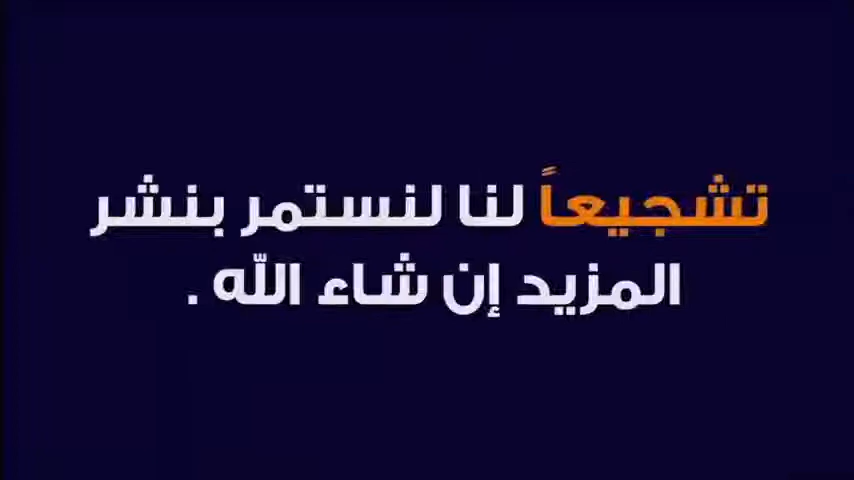 تشجيعاً لنا لنستمر بنشر
المزيد إن شاء الله .